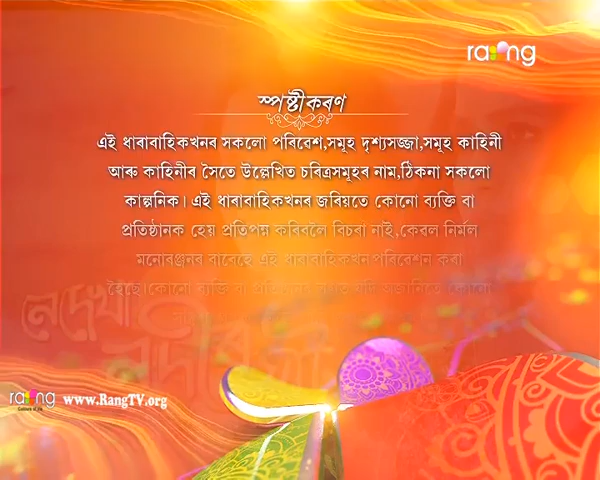 rang
স্পষ্টীকৰণ
এই ধাৰাবাহিকখনৰ সকলো পৰিৱেশ,সমূহ দৃশ্যসজ্জা,সমূহ কাহিনী
আৰু কাহিনীৰ সৈতে উল্লেখিত চৰিত্ৰসমূহৰ নাম,ঠিকনা সকলো
কাল্পনিক। এই ধাৰাবাহিকখনৰ জৰিয়তে কোনো ব্যক্তি বা
প্ৰতিষ্ঠানক হেয় প্ৰতিপন্ন কৰিবলৈ বিচৰা নাই,কেৱল নিৰ্মল
মনোৰঞ্জনৰ বাবেহে এই ধাৰাবাহিকখন পৰিৱেশন কৰা
হৈছে।কোনো ব্যক্তি বা
নেদেখা
নদীৰ
rang www.RangTV.org